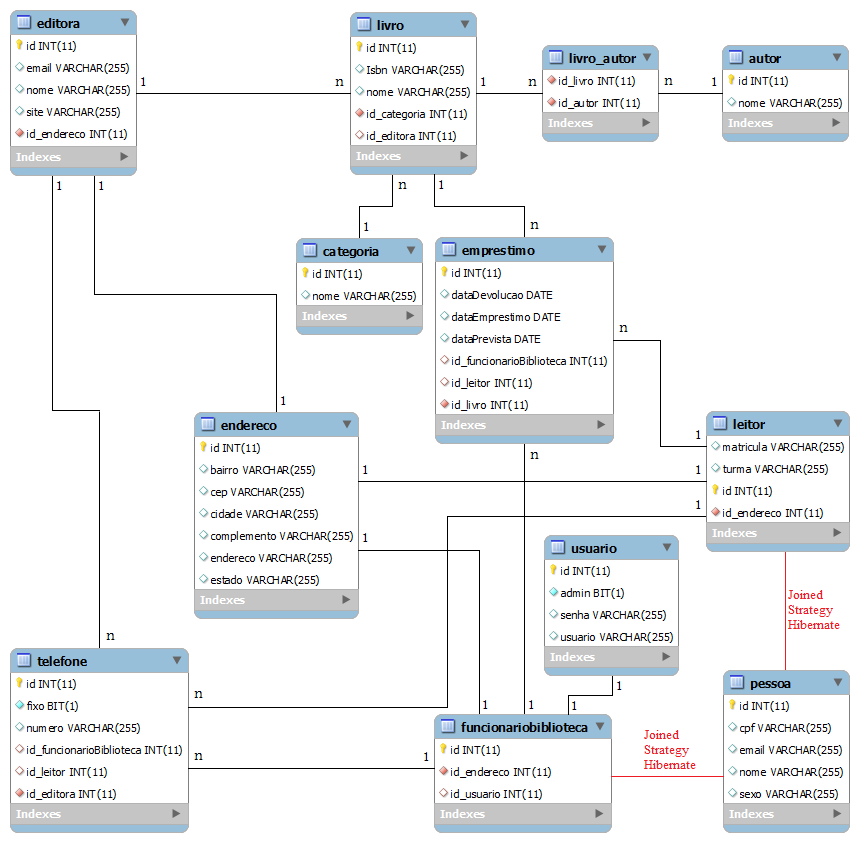 editora
id INT(11)
email VARCHAR(255)
nome VARCHAR(255)
site VARCHAR(255)
id_endereco INT(11)
Indexes
1
n
livro
id INT(11)
Isbn VARCHAR(255)
nome VARCHAR(255)
id_categoria INT(11)
id_editora INT(11)
Indexes
1
n
livro_autor
id_livro INT(11)
id_autor INT(11)
Indexes
n
1
autor
id INT(11)
nome VARCHAR(255)
Indexes
1
1
n
1
1
n
categoria
id INT(11)
nome VARCHAR(255)
Indexes
emprestimo
id INT(11)
dataDevolucao DATE
dataEmprestimo DATE
dataPrevista DATE
id_funcionarioBiblioteca INT(11)
id_leitor INT(11)
id_livro INT(11)
Indexes
n
1
1
endereco
id INT(11)
bairro VARCHAR(255)
cep VARCHAR(255)
cidade VARCHAR(255)
complemento VARCHAR(255)
endereco VARCHAR(255)
estado VARCHAR(255)
Indexes
1
1
n
1
1
leitor
matricula VARCHAR(255)
turma VARCHAR(255)
id INT(11)
id_endereco INT(11)
Indexes
usuario
id INT(11)
admin BIT(1)
senha VARCHAR(255)
usuario VARCHAR(255)
Indexes
Joined
Strategy
Hibernate
n
telefone
id INT(11)
fixo BIT(1)
numero VARCHAR(255)
id_funcionarioBiblioteca INT(11)
id_leitor INT(11)
id_editora INT(11)
Indexes
n
n
1
1
1
1
1
funcionariobiblioteca
id INT(11)
id_endereco INT(11)
id_usuario INT(11)
Indexes
Joined
Strategy
Hibernate
pessoa
id INT(11)
cpf VARCHAR(255)
email VARCHAR(255)
nome VARCHAR(255)
sexo VARCHAR(255)
Indexes